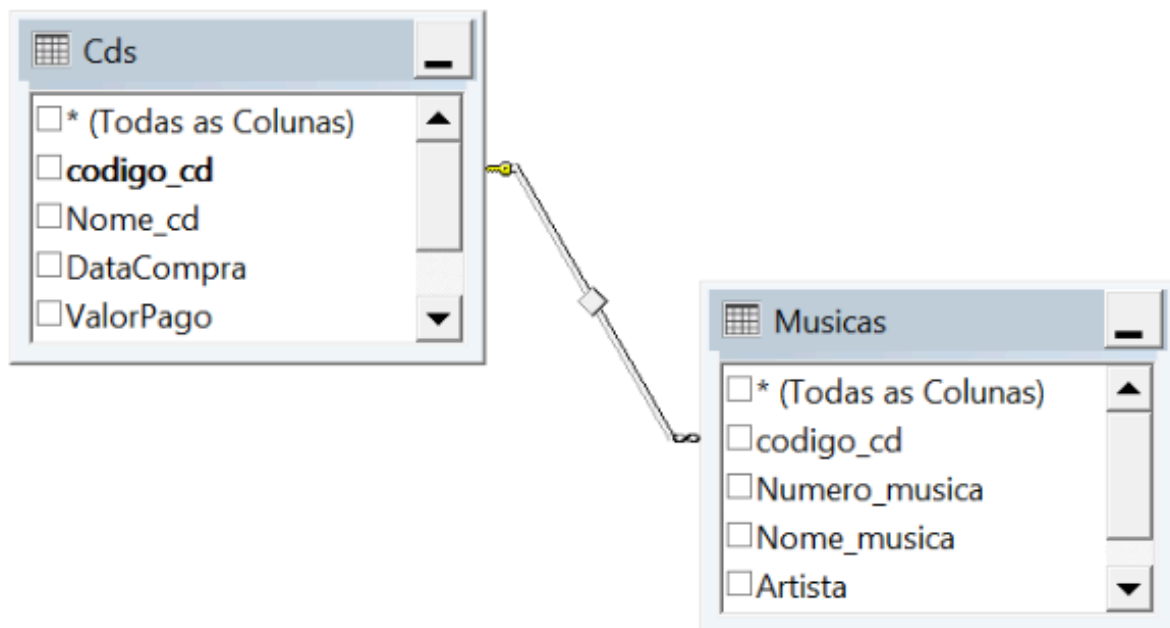 Cds
* (Todas as Colunas)
codigo_cd
Nome_cd
DataCompra
ValorPago
Musicas
* (Todas as Colunas)
codigo_cd
Numero_musica
Nome_musica
Artista